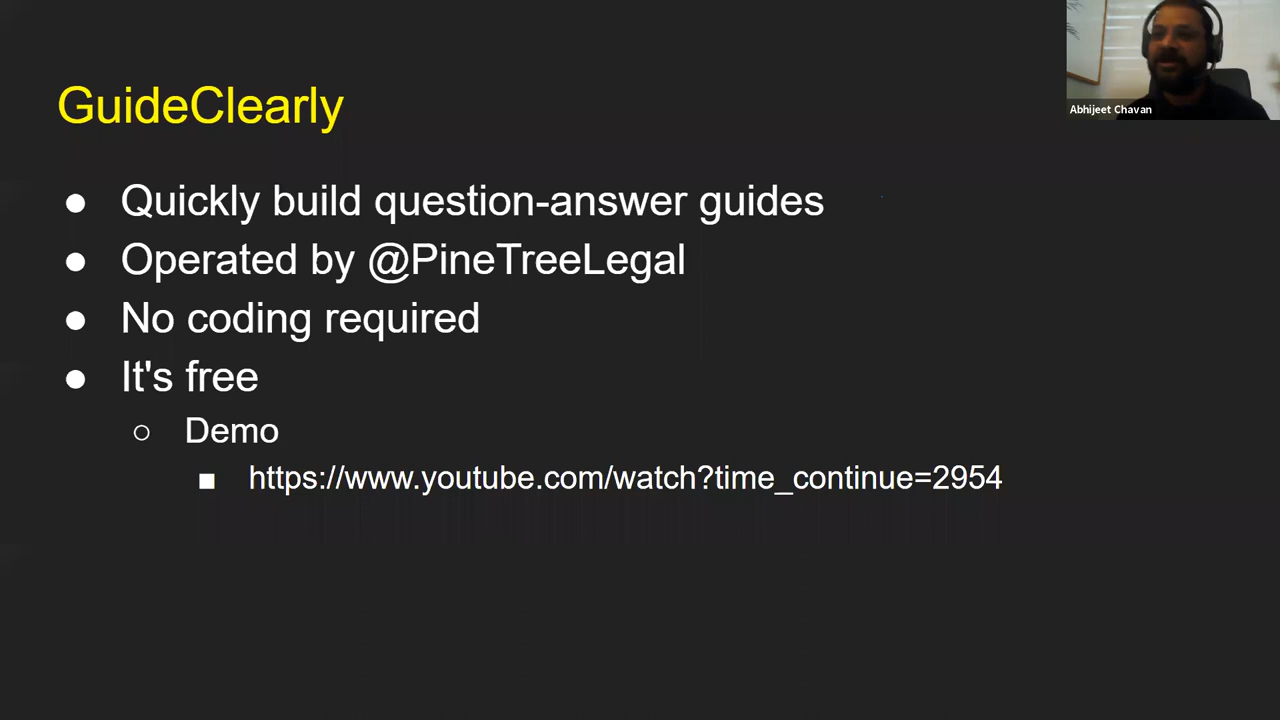 GuideClearly
● Quickly build question-answer guides
● Operated by @PineTreeLegal
● No coding required
● It's free
○ Demo
■ https://www.youtube.com/watch?time_continue=2954
Abhijeet Chavan